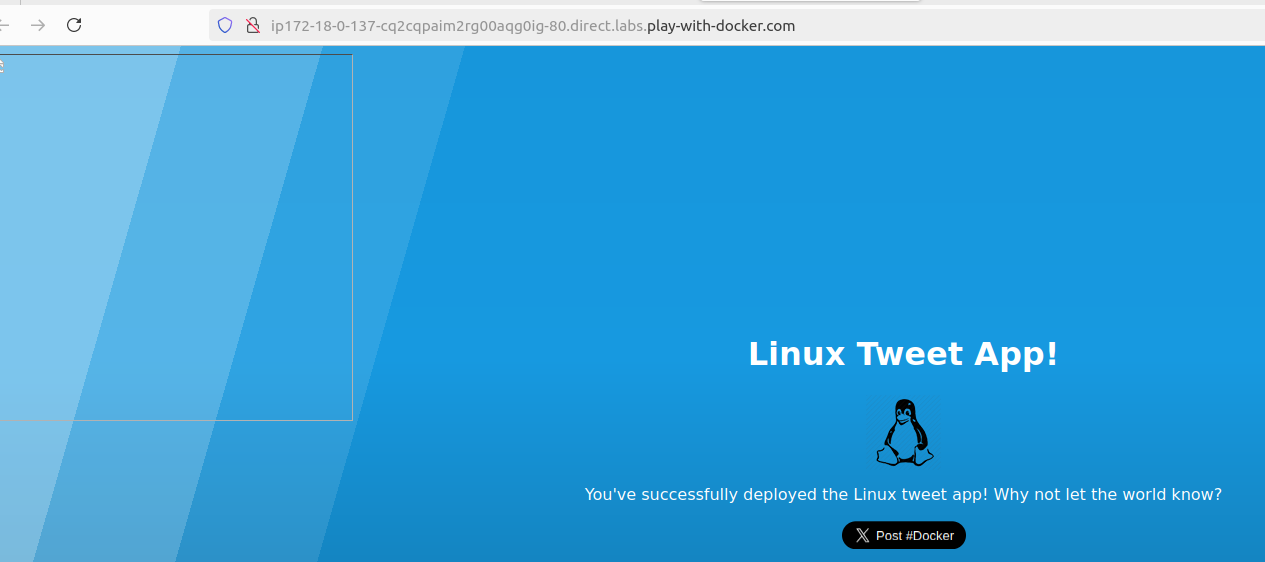 ip172-18-0-137-cq2cqpaim2rg00aqg0ig-80.direct.labs.play-with-docker.com
Linux Tweet App!
You've successfully deployed the Linux tweet app! Why not let the world know?
Post #Docker